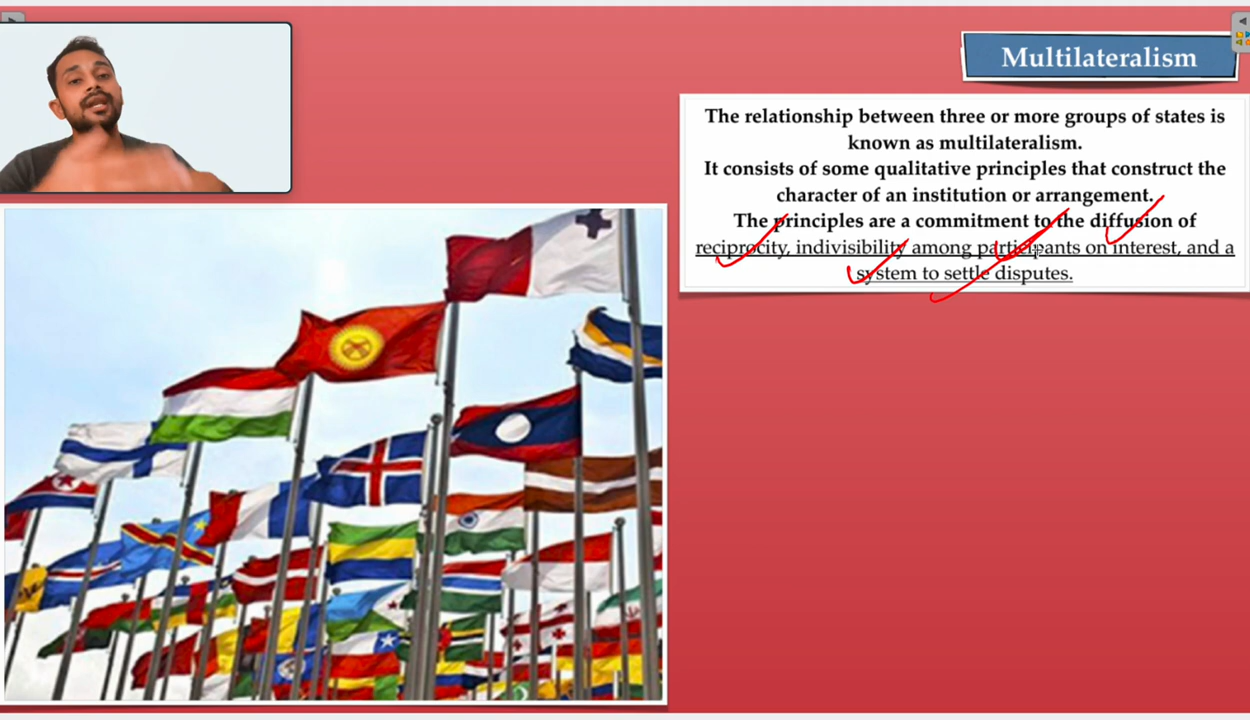 Multilateralism
The relationship between three or more groups of states is
known as multilateralism.
It consists of some qualitative principles that construct the
character of an institution or arrangement.
The principles are a commitment to the diffusion of
reciprocity, indivisibility among participants on interest, and a
system to settle disputes.